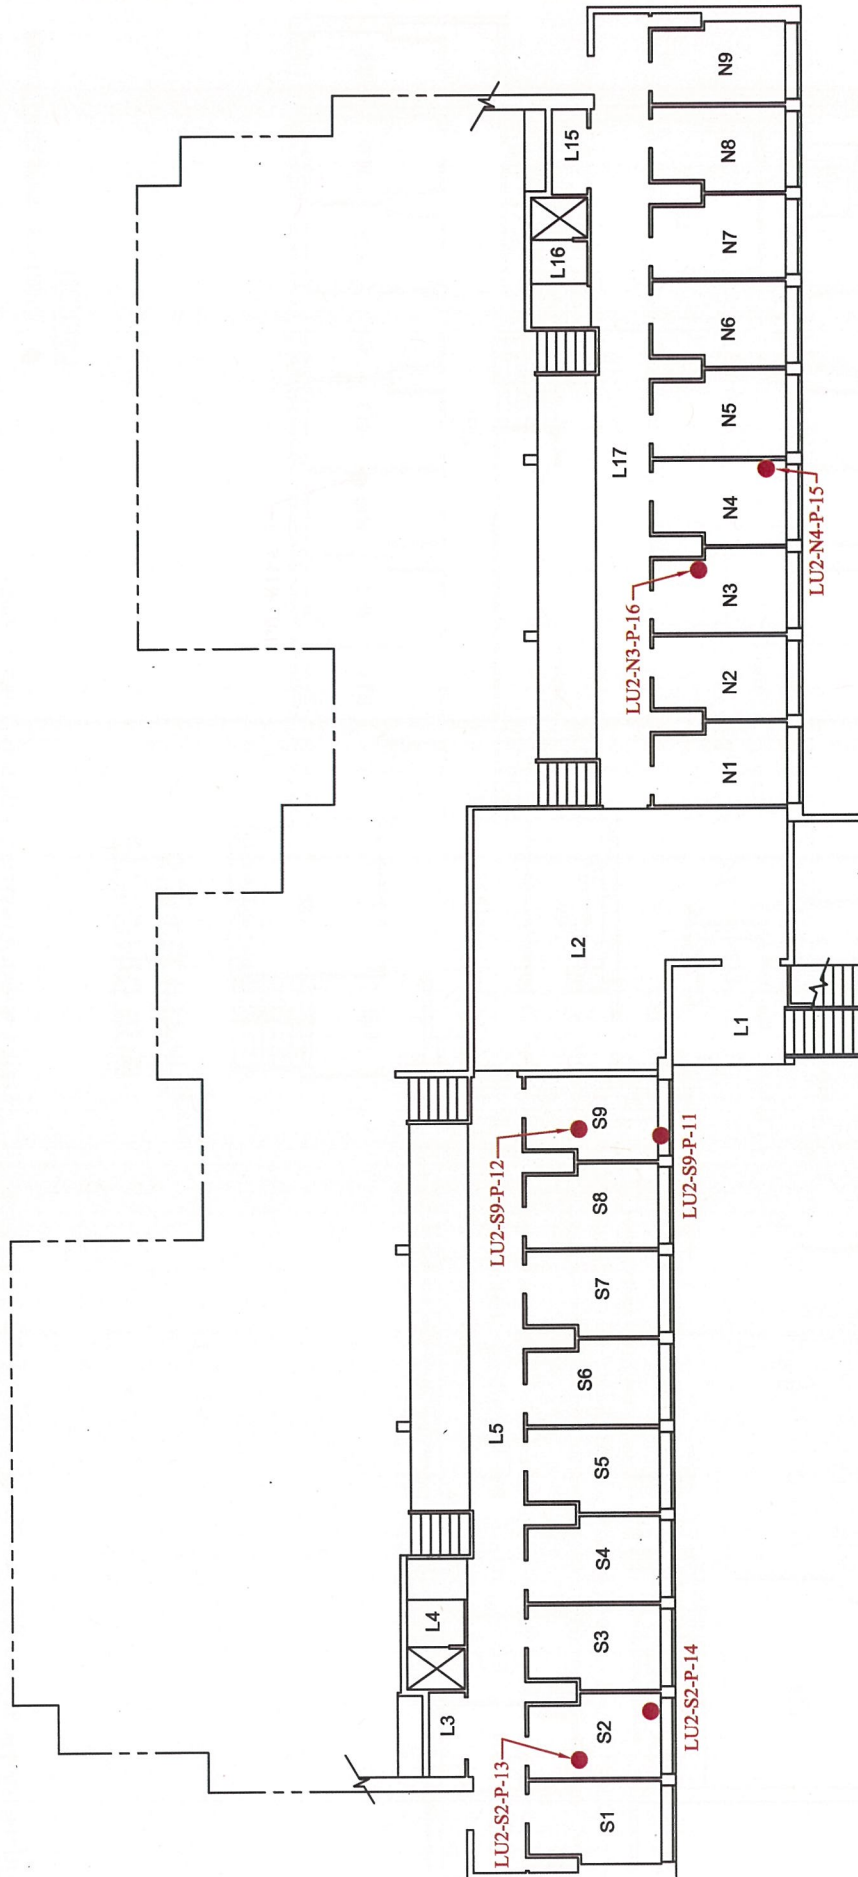 N9
N8
N7
N6
N5
N4
N3
N2
N1
L15
L16
L17
LU2-N4-P-15
LU2-N3-P-16
L2
L1
S9
S8
S7
S6
S5
S4
S3
S2
S1
LU2-S9-P-12
LU2-S9-P-11
L5
L4
L3
LU2-S2-P-14
LU2-S2-P-13